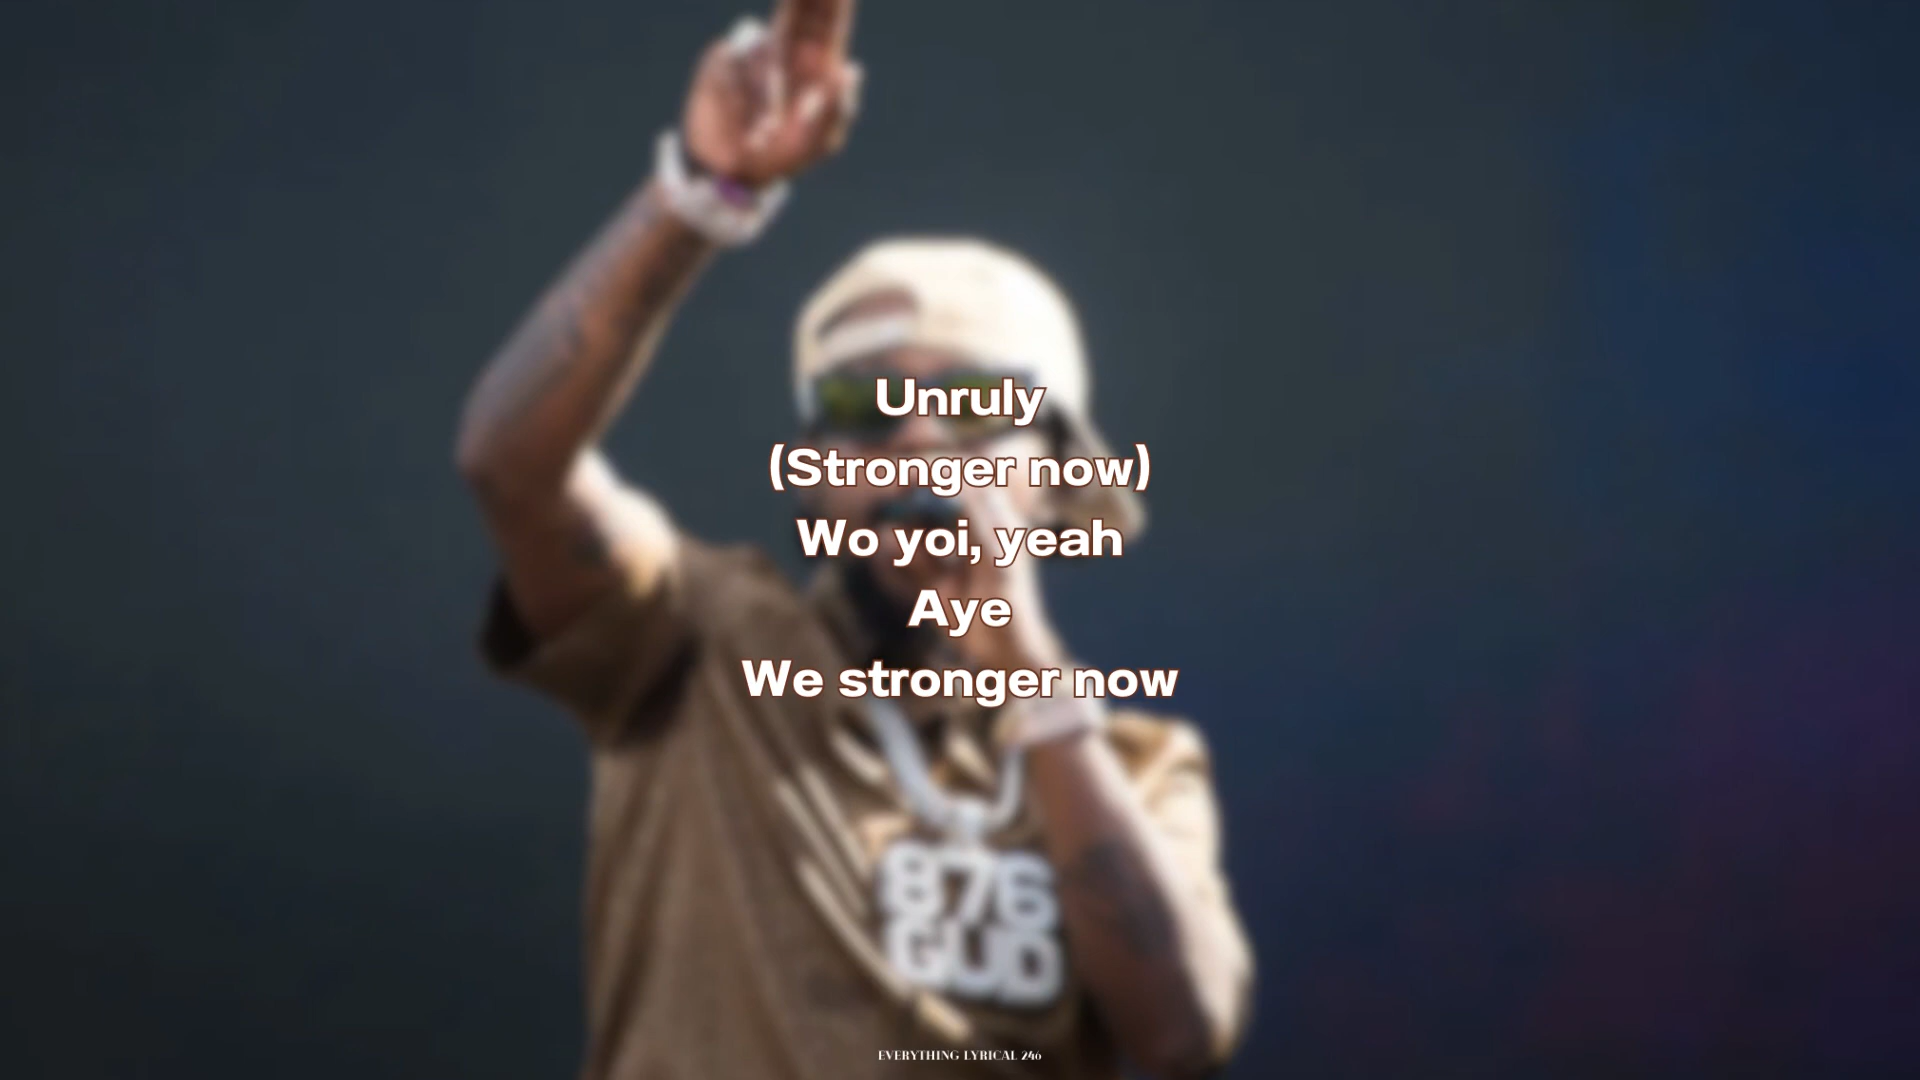 Unruly
(Stronger now)
Wo yoi, yeah
Aye
We stronger now
876
GUD
EVERYTHING LYRICAL 246